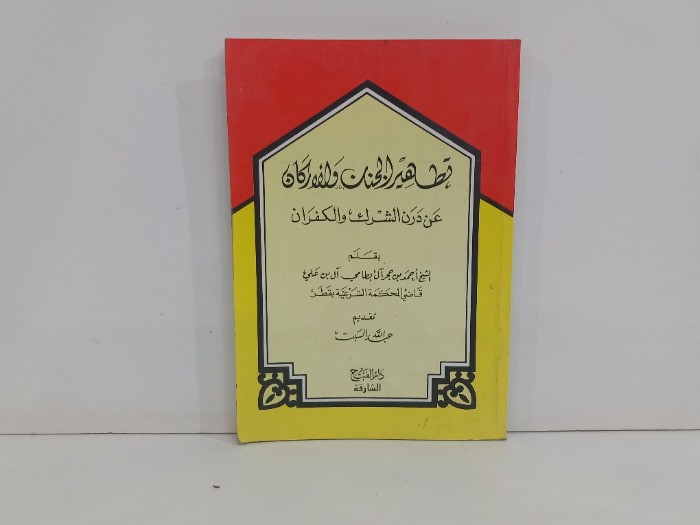 تطهير الجنان والأركان
عن درن الشرك والكفران
بقلم
الشيخ أحمد بن حجر آل بطامي آل بن علي
قاضي المحكمة الشرعية بقطر
تقديم
عبد الله السبت
دار الفتح
الشارقة